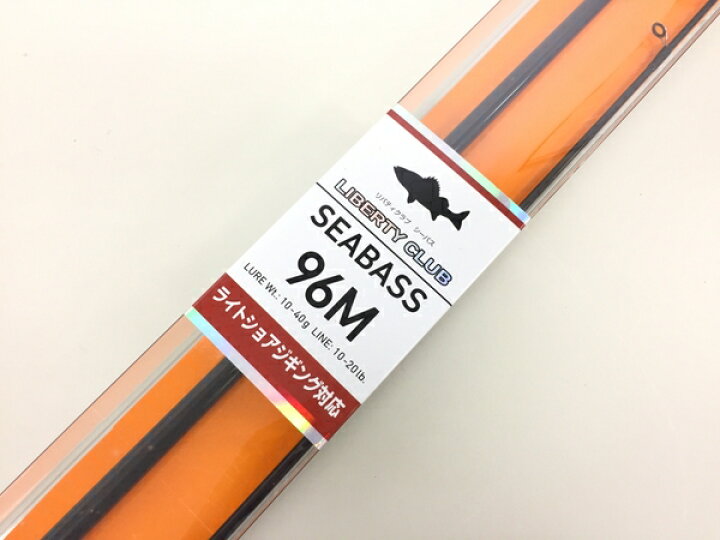 リバティクラブ シーバス
LIBERTY CLUB
SEABASS
96M
LURE Wt.: 10-40g LINE: 10-20lb.
ライトショアジギング対応